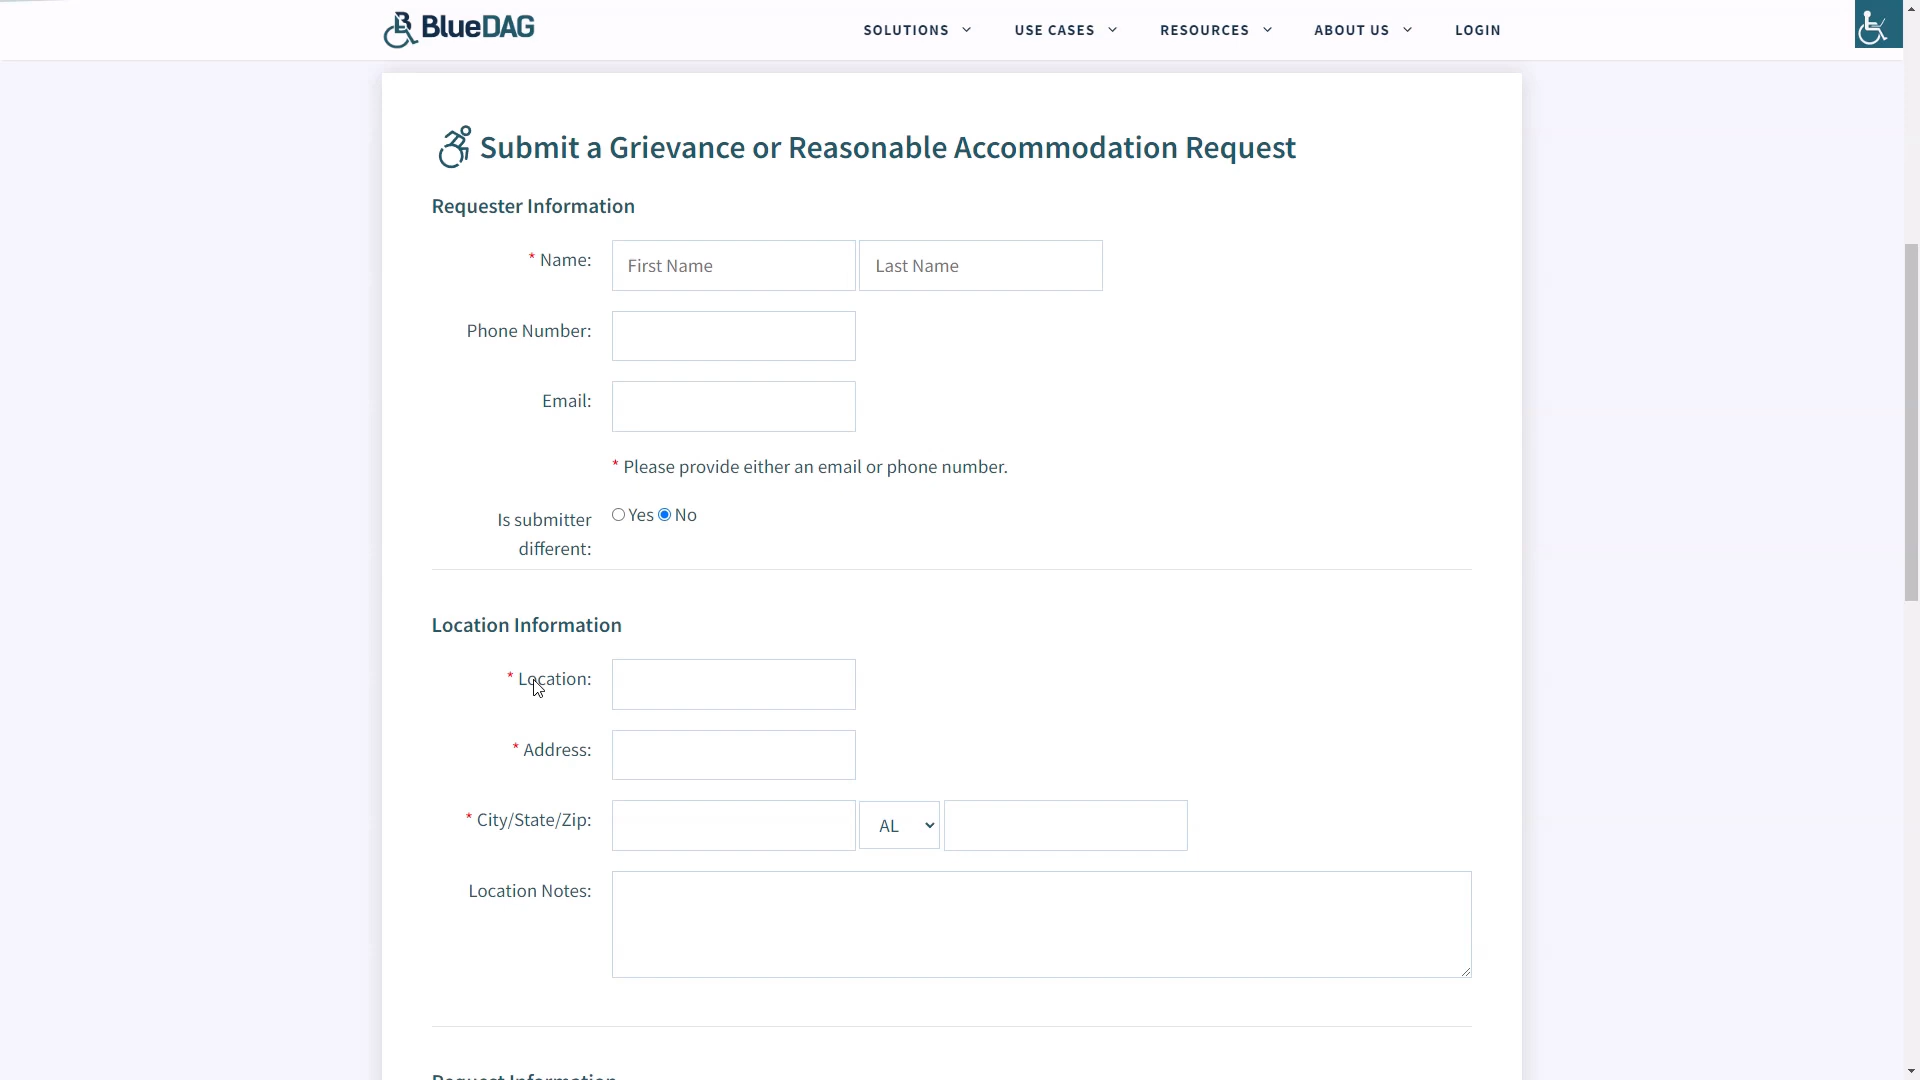 BlueDAG
SOLUTIONS USE CASES RESOURCES ABOUT US LOGIN
Submit a Grievance or Reasonable Accommodation Request
Requester Information
* Name: First Name Last Name
Phone Number:
Email:
* Please provide either an email or phone number.
Is submitter different: Yes No
Location Information
* Location:
* Address:
* City/State/Zip: AL
Location Notes:
Request Information